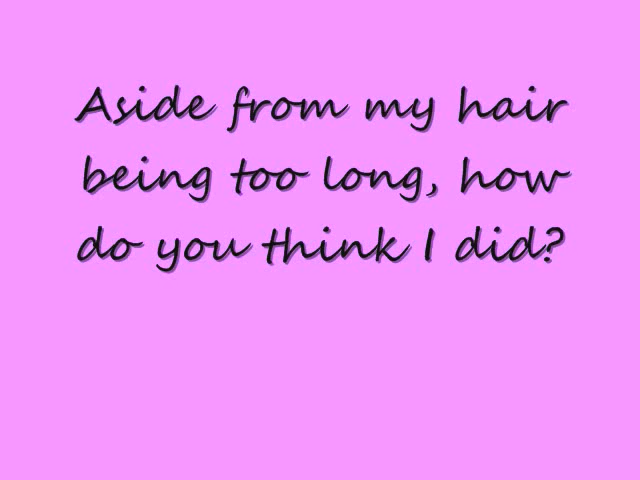 Aside from my hair
being too long, how
do you think I did?